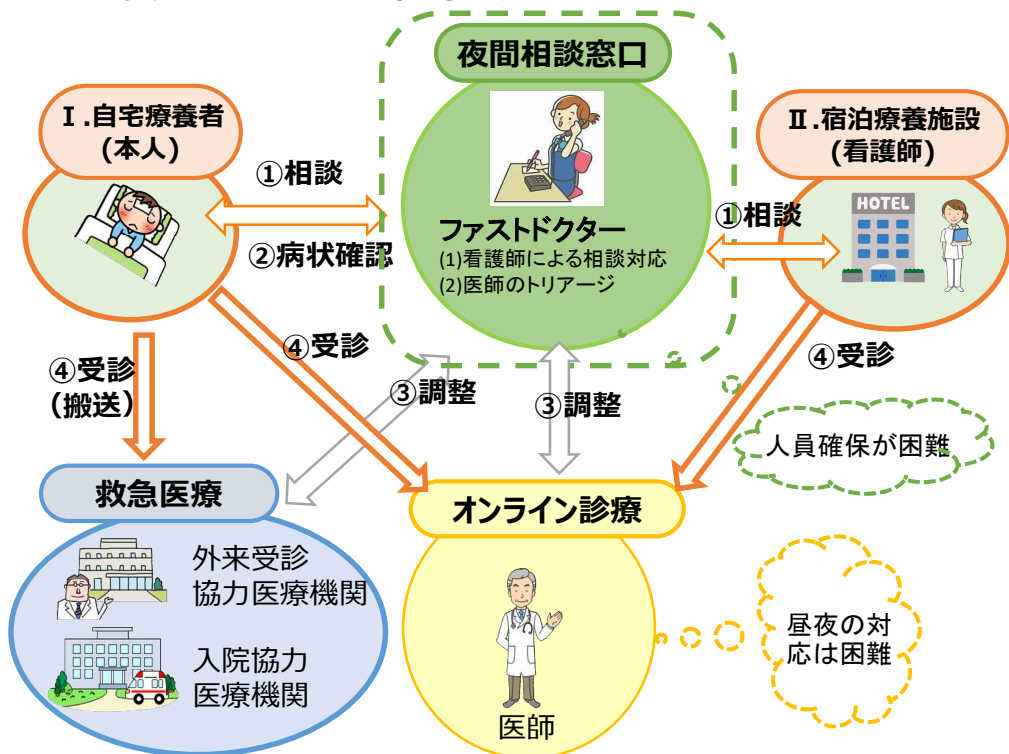 夜間相談窓口
Ⅰ.自宅療養者
(本人)
Ⅱ.宿泊療養施設
(看護師)
①相談
②病状確認
ファストドクター
(1)看護師による相談対応
(2)医師のトリアージ
①相談
HOTEL
④受診
(搬送)
④受診
③調整
③調整
④受診
人員確保が困難
救急医療
外来受診
協力医療機関
入院協力
医療機関
オンライン診療
医師
昼夜の対
応は困難